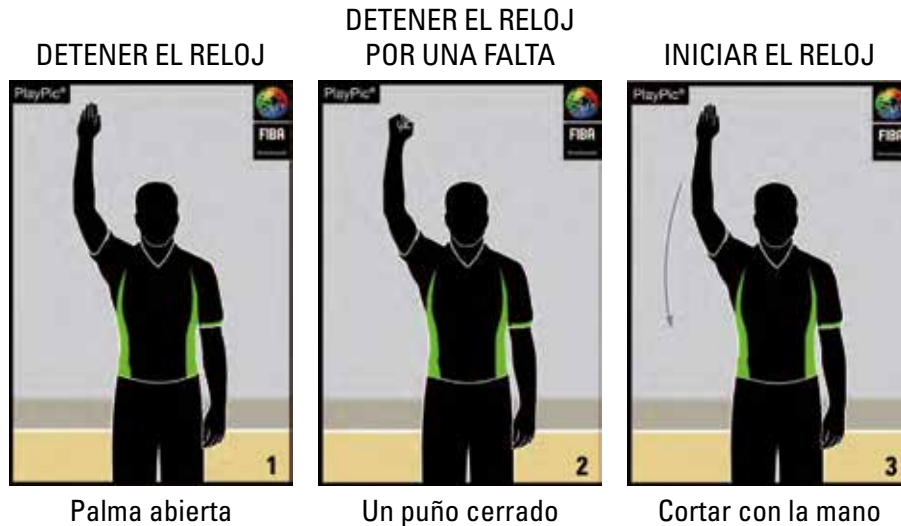 DETENER EL RELOJ
PlayPic®
FIBA
1
Palma abierta
DETENER EL RELOJ
POR UNA FALTA
PlayPic®
FIBA
2
Un puño cerrado
INICIAR EL RELOJ
PlayPic®
FIBA
3
Cortar con la mano